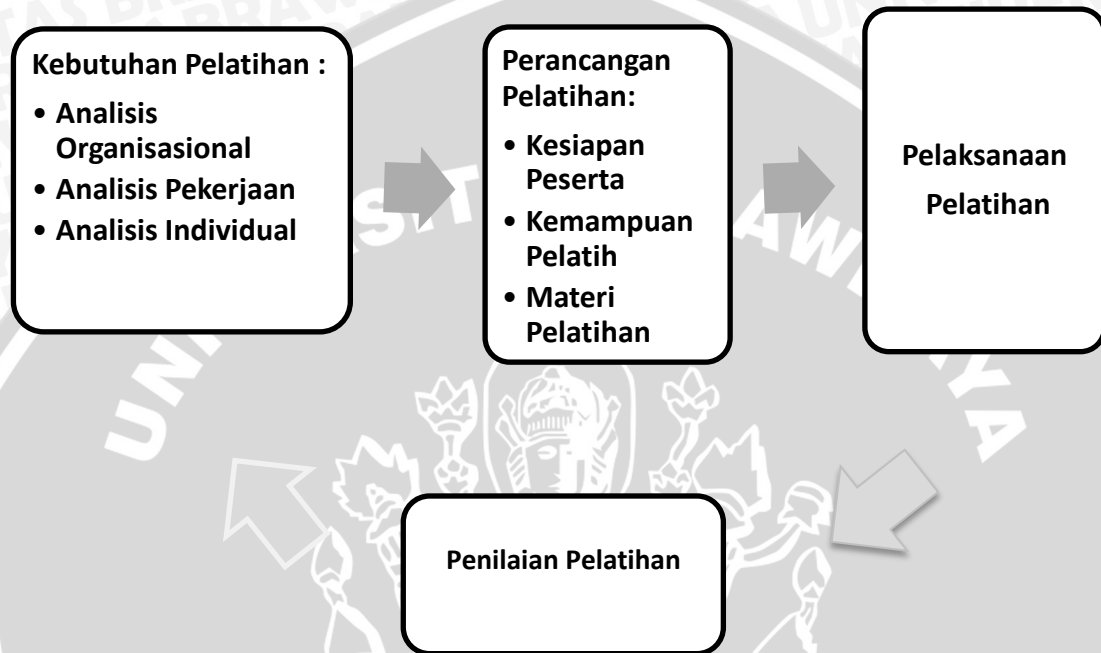 Kebutuhan Pelatihan :
• Analisis
Organisasional
• Analisis Pekerjaan
• Analisis Individual
Perancangan
Pelatihan:
• Kesiapan
Peserta
• Kemampuan
Pelatih
• Materi
Pelatihan
Pelaksanaan
Pelatihan
Penilaian Pelatihan